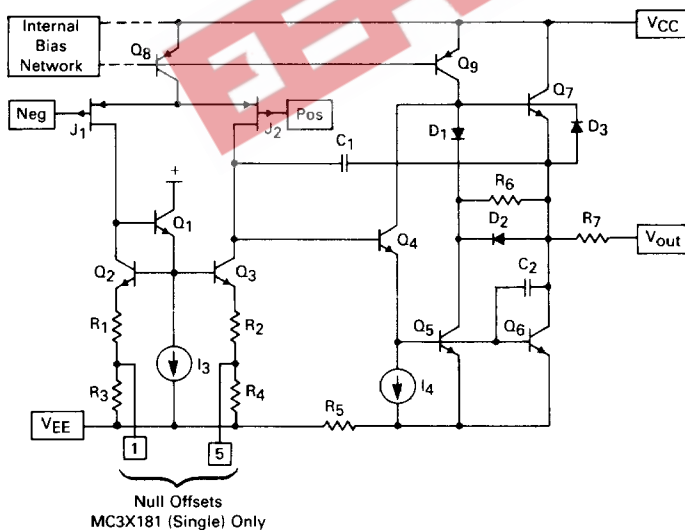 Internal
Bias
Network
VCC
Q8
Q9
Q7
Neg
J1
J2
Pos
D1
D3
C1
R6
Q1
D2
R7
Vout
Q2
Q3
Q4
C2
R1
R2
Q5
Q6
I3
I4
R3
R4
R5
VEE
1
5
Null Offsets
MC3X181 (Single) Only
+